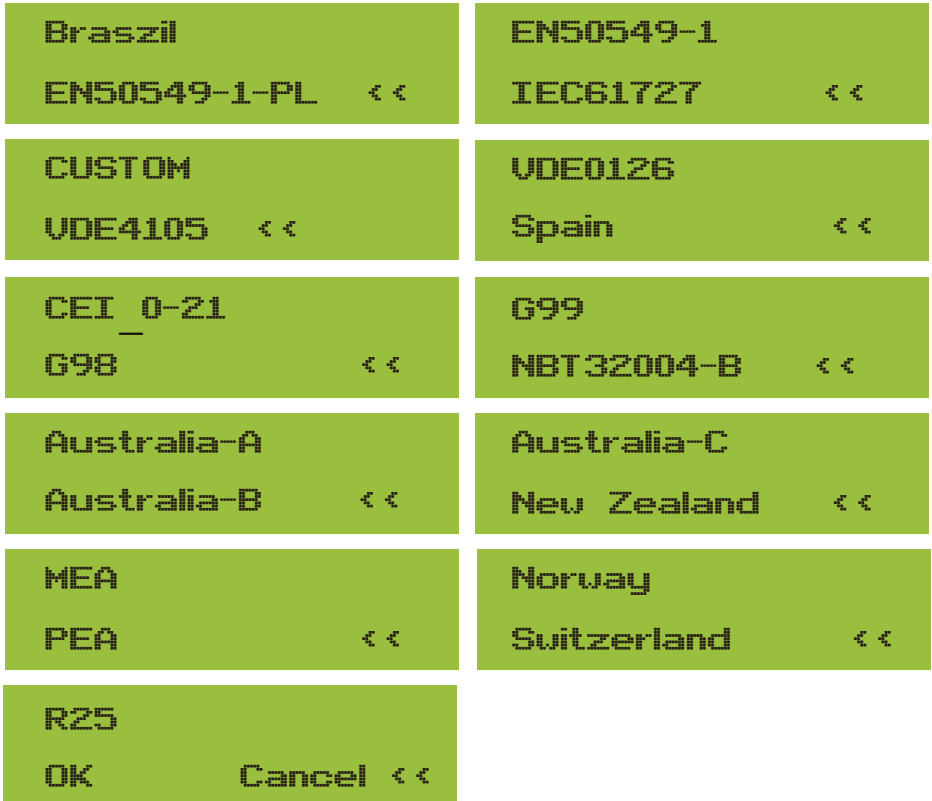 Braszil
EN50549-1-PL <<
EN50549-1
IEC61727 <<
CUSTOM
VDE4105 <<
VDE0126
Spain <<
CEI_0-21
G98 <<
G99
NBT32004-B <<
Australia-A
Australia-B <<
Australia-C
New Zealand <<
MEA
PEA <<
Norway
Switzerland <<
R25
OK Cancel <<